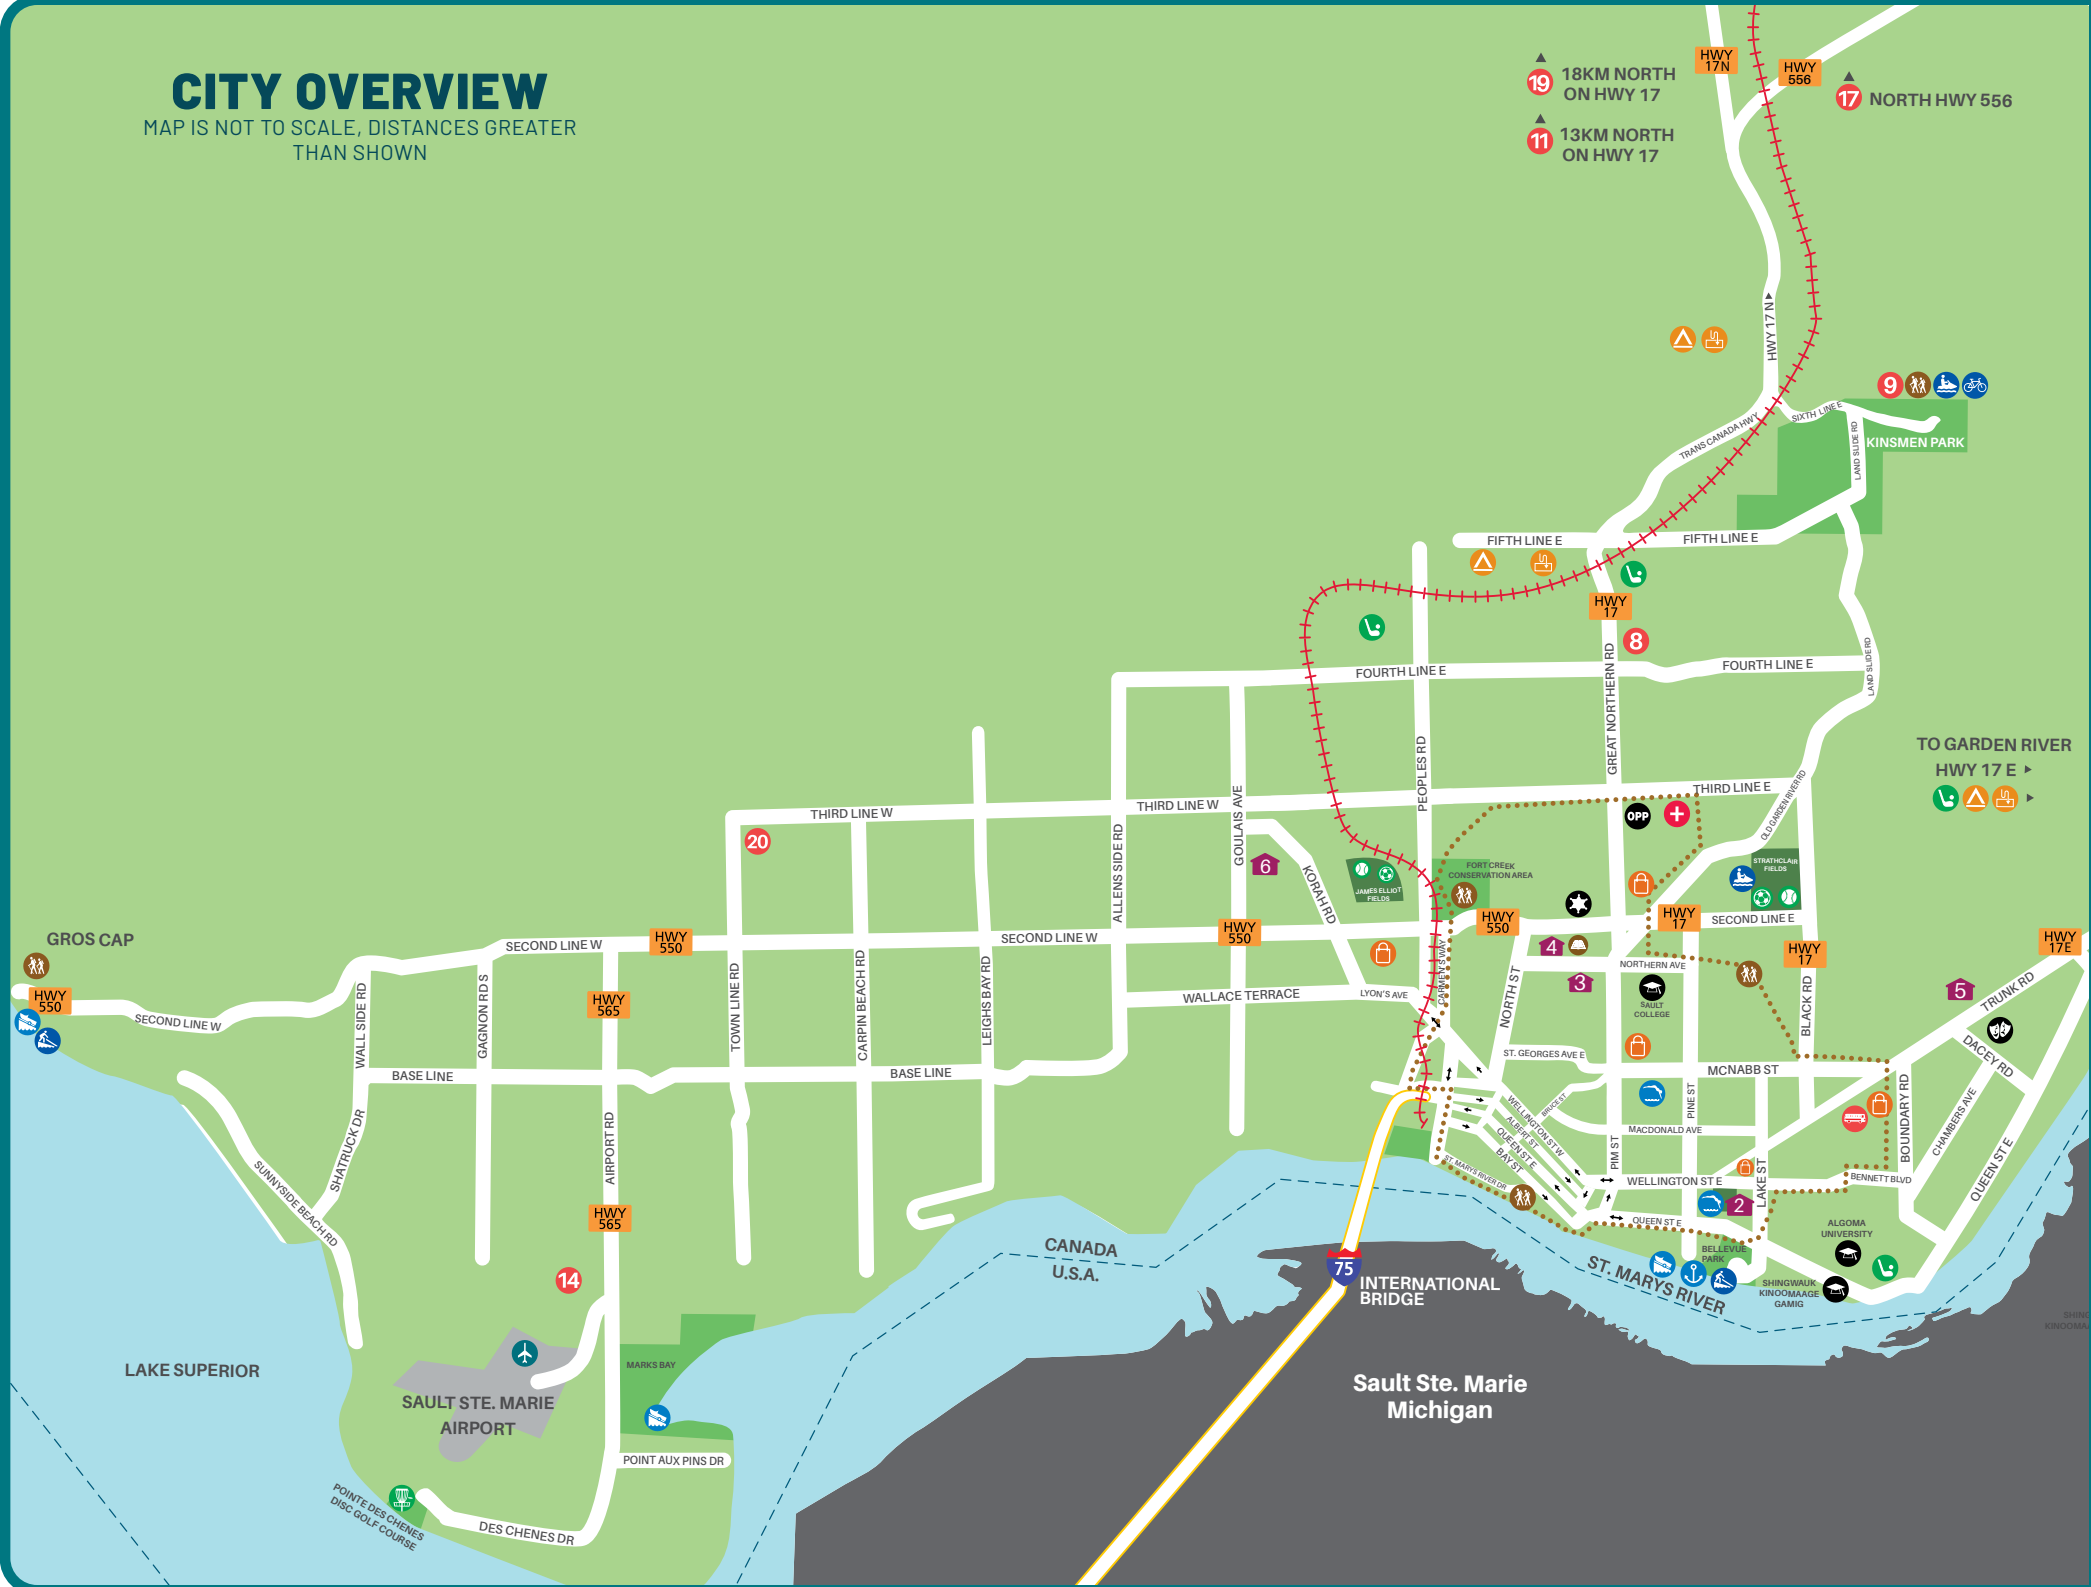 CITY OVERVIEW
MAP IS NOT TO SCALE, DISTANCES GREATER
THAN SHOWN
19
18KM NORTH
ON HWY 17
11
13KM NORTH
ON HWY 17
HWY
17N
HWY
556
17
NORTH HWY 556
HWY 17 N
9
TRANS CANADA HWY
SIXTH LINE E
LAND SLIDE RD
KINSMEN PARK
FIFTH LINE E
FIFTH LINE E
HWY
17
8
FOURTH LINE E
FOURTH LINE E
LAND SLIDE RD
GREAT NORTHERN RD
PEOPLES RD
TO GARDEN RIVER
HWY 17 E
THIRD LINE W
THIRD LINE W
THIRD LINE E
OLD GARDEN RIVER RD
20
OPP
GOULAIS AVE
ALLENS SIDE RD
6
KORAH RD
JAMES ELLIOT
FIELDS
FORT CREEK
CONSERVATION AREA
STRATHCLAIR
FIELDS
HWY
550
HWY
17
SECOND LINE E
GROS CAP
SECOND LINE W
HWY
550
SECOND LINE W
HWY
550
4
HWY
17
HWY
17E
HWY
550
SECOND LINE W
WALL SIDE RD
GAGNON RD S
HWY
565
TOWN LINE RD
CARPIN BEACH RD
LEIGHS BAY RD
WALLACE TERRACE
LYON'S AVE
CARMEN'S WAY
NORTH ST
3
NORTHERN AVE
SAULT
COLLEGE
BLACK RD
5
TRUNK RD
DACEY RD
BASE LINE
BASE LINE
ST. GEORGES AVE E
MCNABB ST
SHATRUCK DR
AIRPORT RD
WELLINGTON ST W
ALBERT ST
QUEEN ST E
BAY ST
BRUCE ST
PIM ST
PINE ST
MACDONALD AVE
BOUNDARY RD
CHAMBERS AVE
QUEEN ST E
SUNNYSIDE BEACH RD
ST. MARYS RIVER DR
WELLINGTON ST E
LAKE ST
BENNETT BLVD
2
HWY
565
QUEEN ST E
ALGOMA
UNIVERSITY
BELLEVUE
PARK
CANADA
U.S.A.
14
75
INTERNATIONAL
BRIDGE
ST. MARYS RIVER
SHINGWAUK
KINOOMAAGE
GAMIG
SHING
KINOOMA
LAKE SUPERIOR
MARKS BAY
SAULT STE. MARIE
AIRPORT
Sault Ste. Marie
Michigan
POINT AUX PINS DR
POINTE DES CHENES
DISC GOLF COURSE
DES CHENES DR